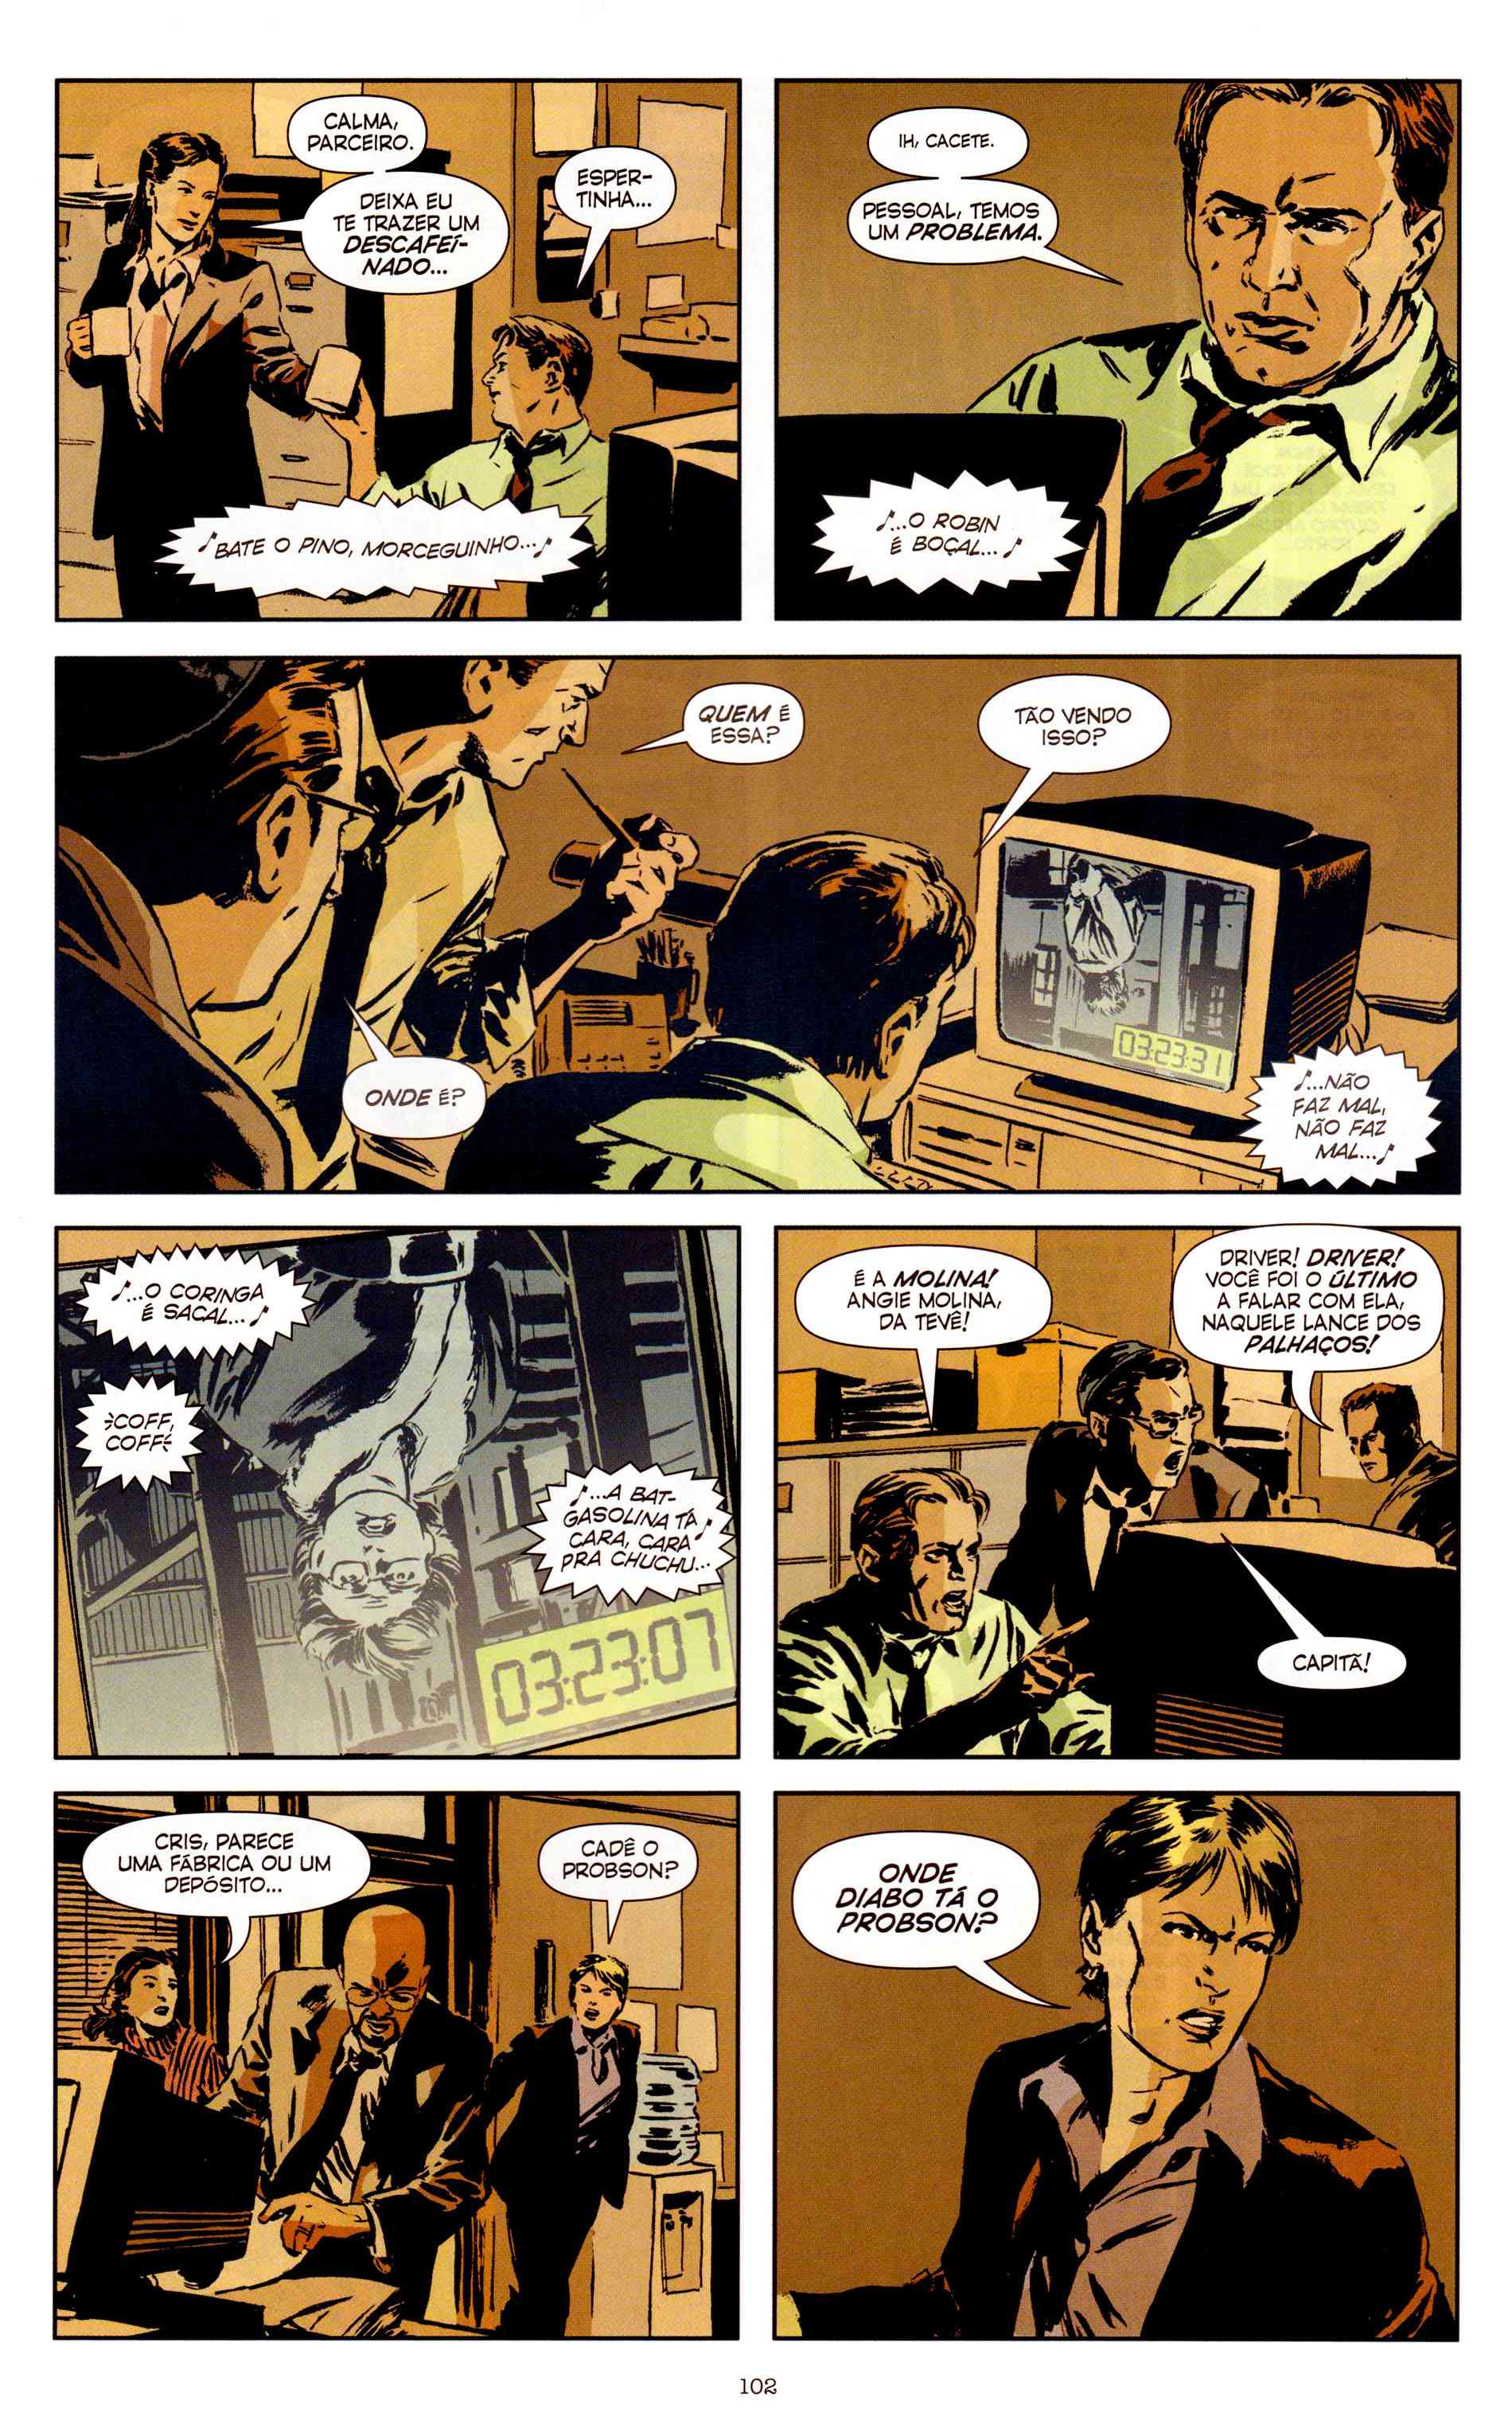 CALMA,
PARCEIRO.
DEIXA EU
TE TRAZER UM
DESCAFEÍ-
NADO...
ESPER-
TINHA...
♪BATE O PINO, MORCEGUINHO...♪
IH, CACETE.
PESSOAL, TEMOS
UM PROBLEMA.
♪...O ROBIN
É BOÇAL...♪
QUEM É
ESSA?
TÃO VENDO
ISSO?
ONDE É?
03:23:31
♪...NÃO
FAZ MAL,
NÃO FAZ
MAL...♪
♪...O CORINGA
É SACAL...♪
COFF,
COFF
♪...A BAT-
GASOLINA TÁ
CARA, CARA
PRA CHUCHU...♪
03:23:07
É A MOLINA!
ANGIE MOLINA,
DA TEVÊ!
DRIVER! DRIVER!
VOCÊ FOI O ÚLTIMO
A FALAR COM ELA,
NAQUELE LANCE DOS
PALHAÇOS!
CAPITÃ!
CRIS, PARECE
UMA FÁBRICA OU UM
DEPÓSITO...
CADÊ O
PROBSON?
ONDE
DIABO TÁ O
PROBSON?
102